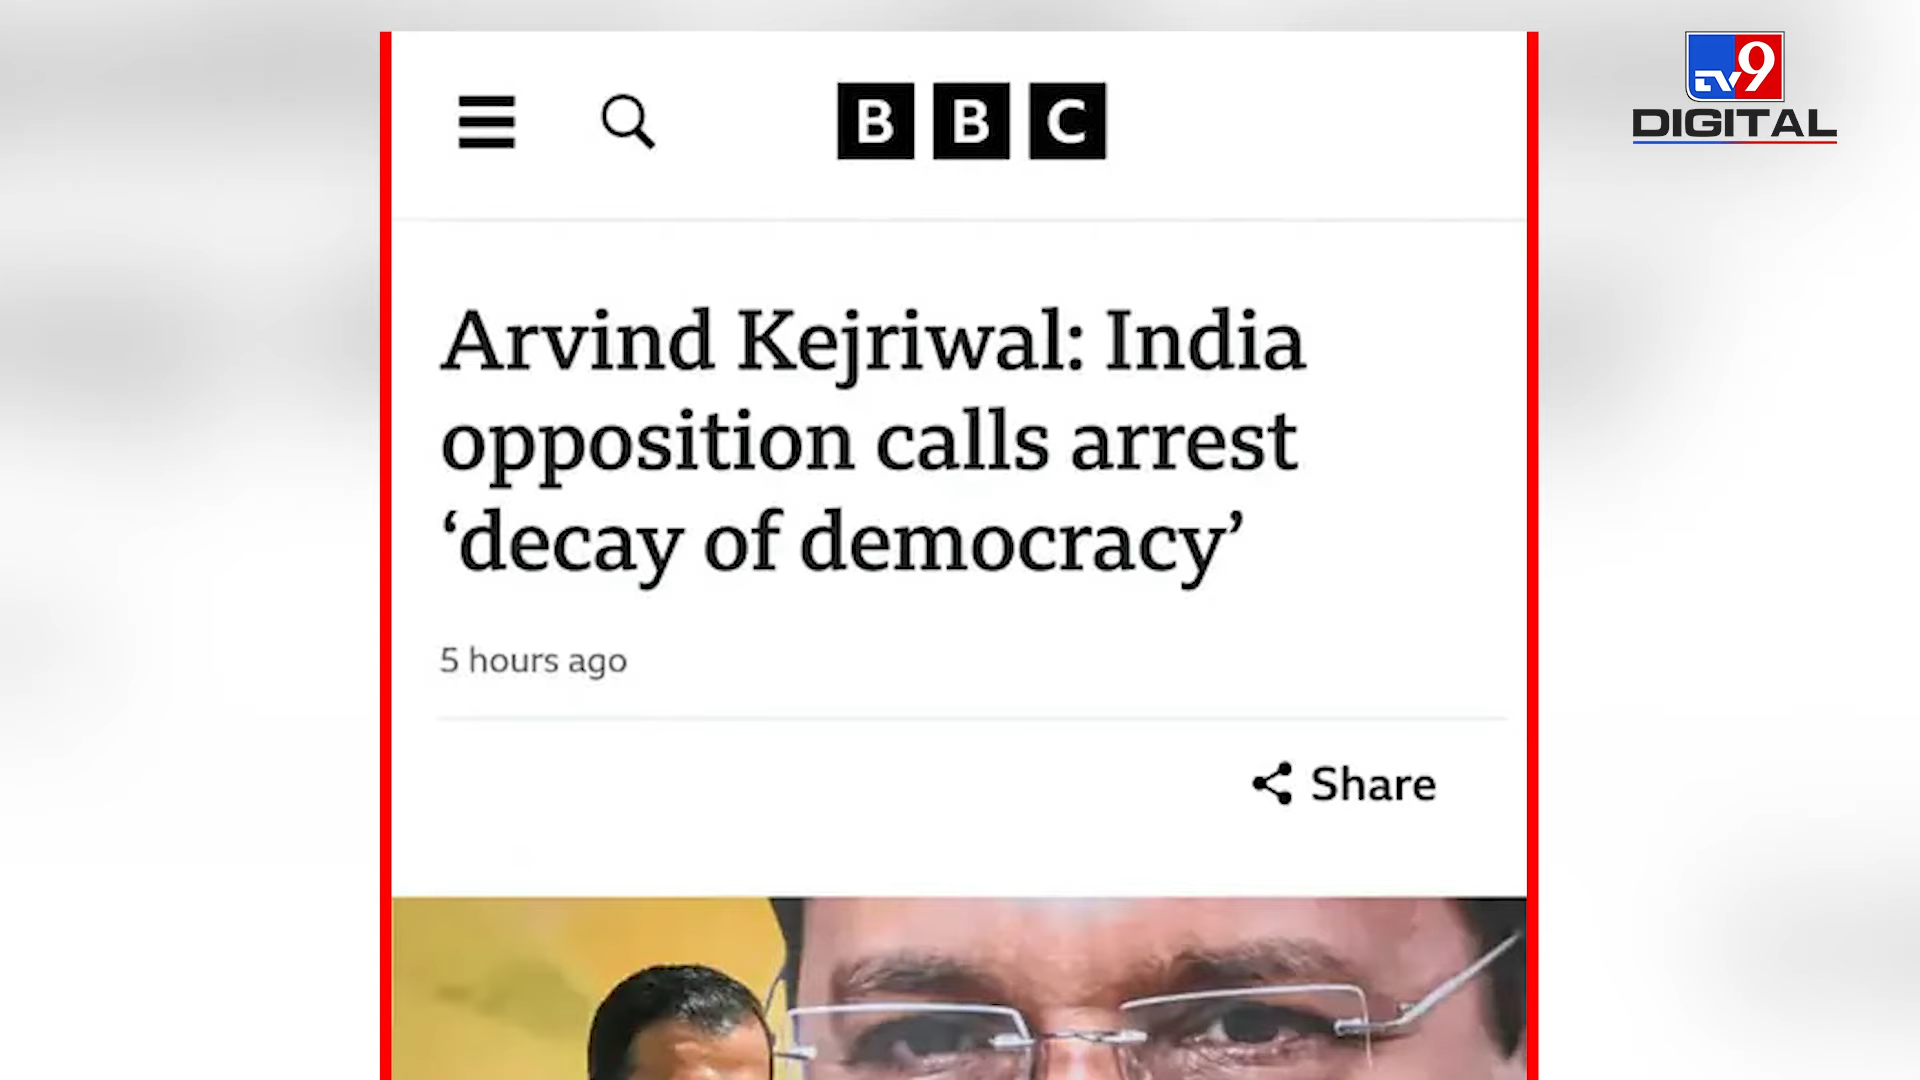 BBC
TV9
DIGITAL
Arvind Kejriwal: India
opposition calls arrest
‘decay of democracy’
5 hours ago
Share